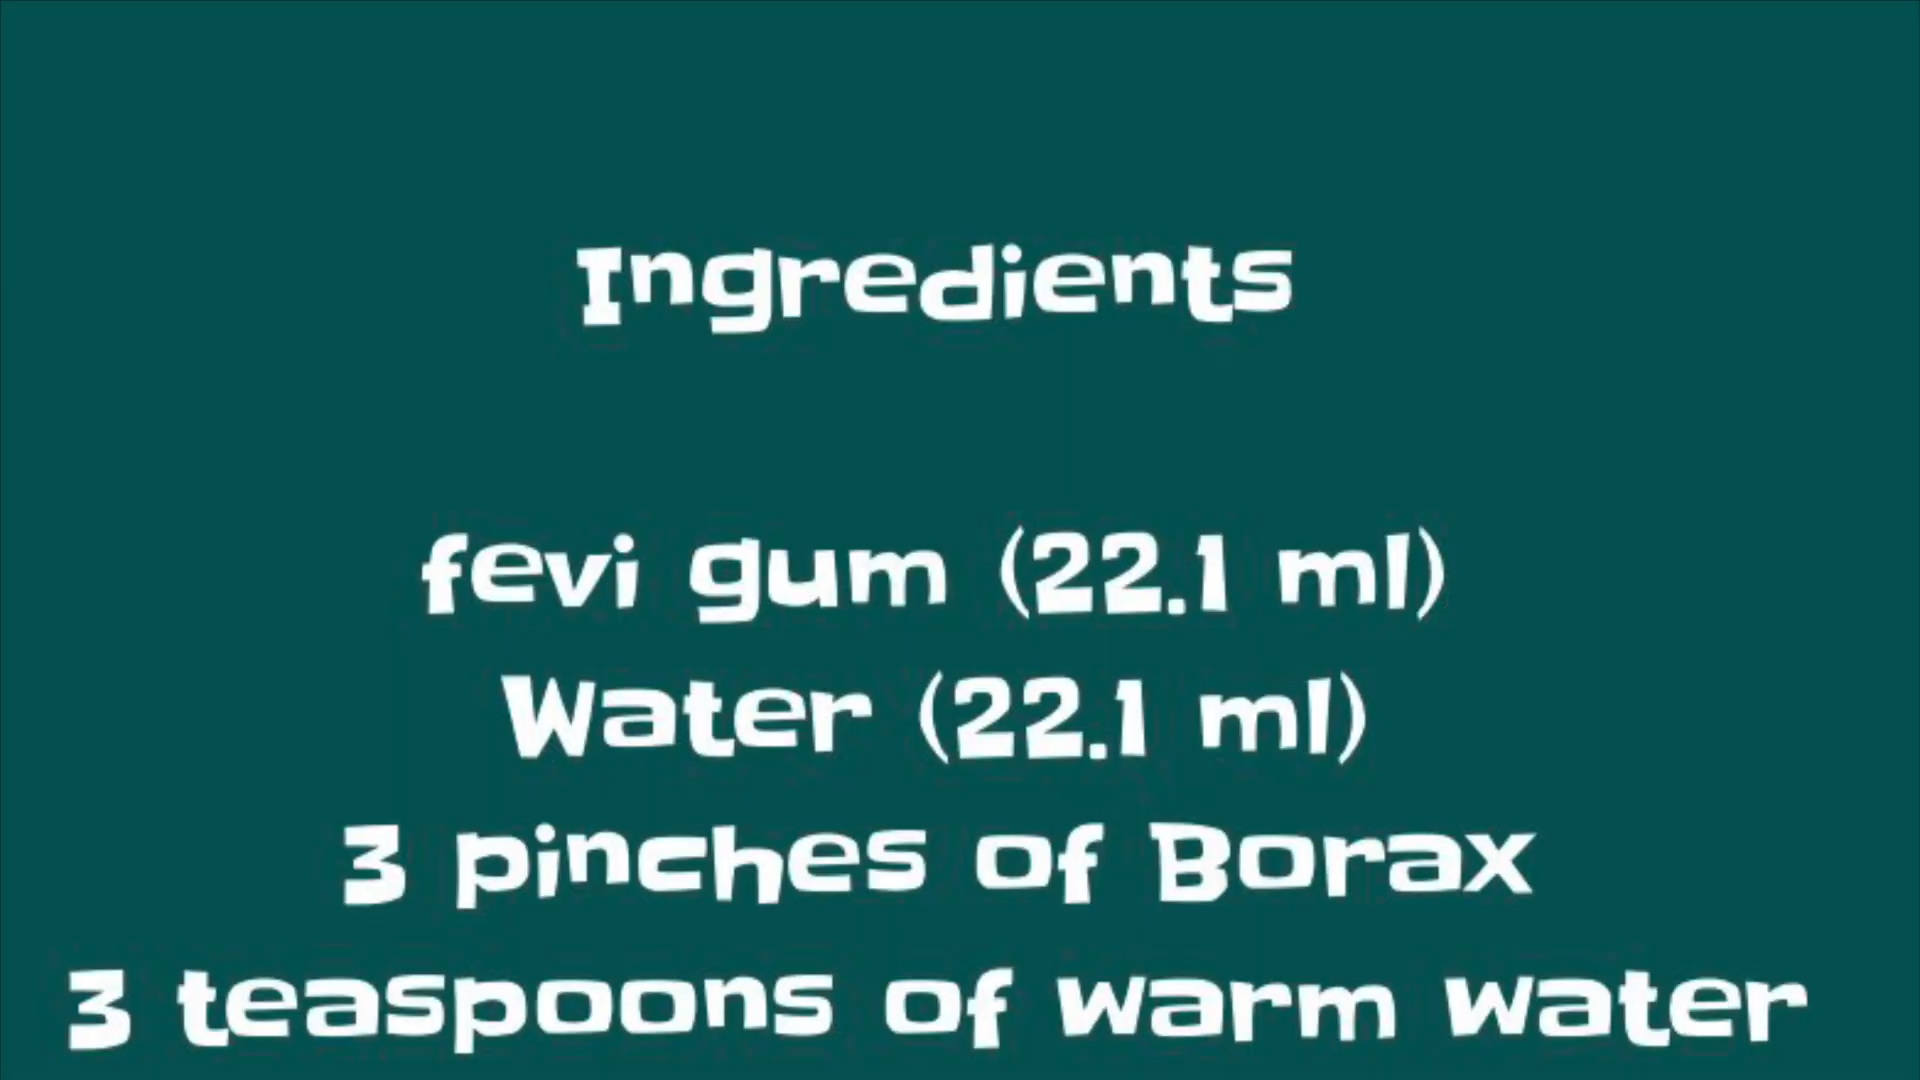 Ingredients
fevi gum (22.1 ml)
Water (22.1 ml)
3 pinches of Borax
3 teaspoons of warm water